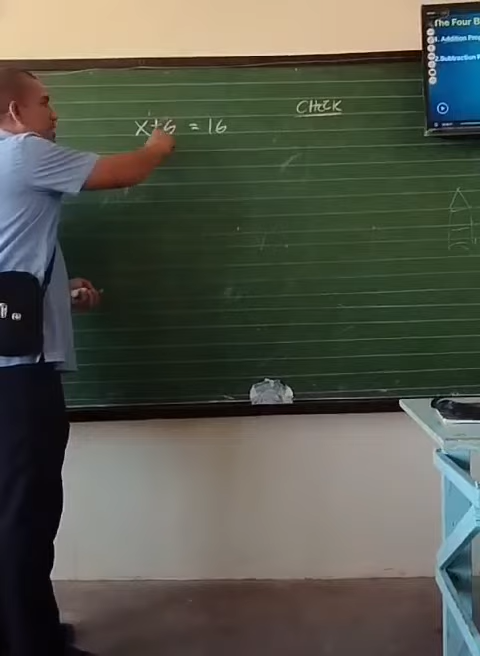 The Four B
1. Addition Prop
2. Subtraction P
CHECK
x+6 = 16